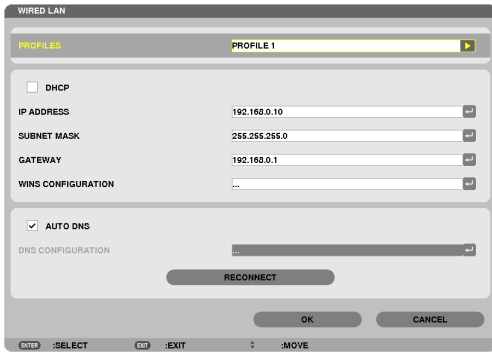 WIRED LAN
PROFILES PROFILE 1
DHCP
IP ADDRESS 192.168.0.10
SUBNET MASK 255.255.255.0
GATEWAY 192.168.0.1
WINS CONFIGURATION ...
AUTO DNS
DNS CONFIGURATION ...
RECONNECT
OK CANCEL
ENTER :SELECT EXIT :EXIT :MOVE